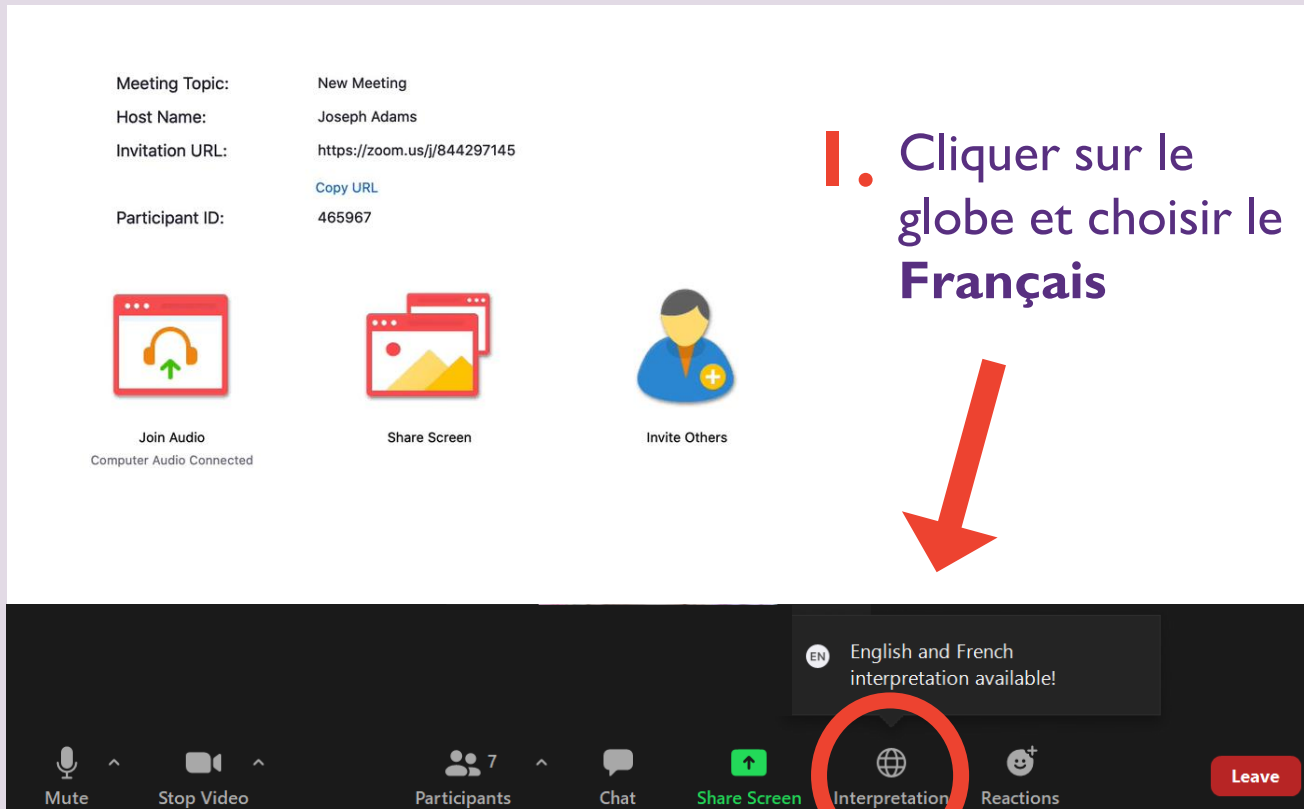 Meeting Topic: New Meeting
Host Name: Joseph Adams
Invitation URL: https://zoom.us/j/844297145
Copy URL
Participant ID: 465967
1. Cliquer sur le
globe et choisir le
Français
Join Audio
Computer Audio Connected
Share Screen
Invite Others
EN English and French
interpretation available!
7
Mute
Stop Video
Participants
Chat
Share Screen
Interpretation
Reactions
Leave